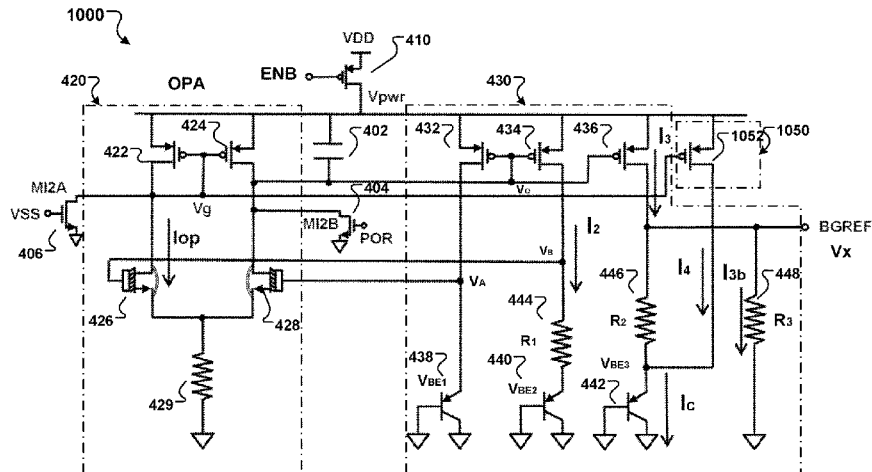 1000
VDD
410
ENB
420
OPA
Vpwr
430
424
402
432
434
436
I3
1052
1050
422
MI2A
404
Vo
VSS
Vg
MI2B
POR
BGREF
406
Iop
VB
I2
Vx
VA
446
I4
I3b
448
426
428
444
R1
R2
R3
429
438
VBE1
440
VBE2
VBE3
442
IC